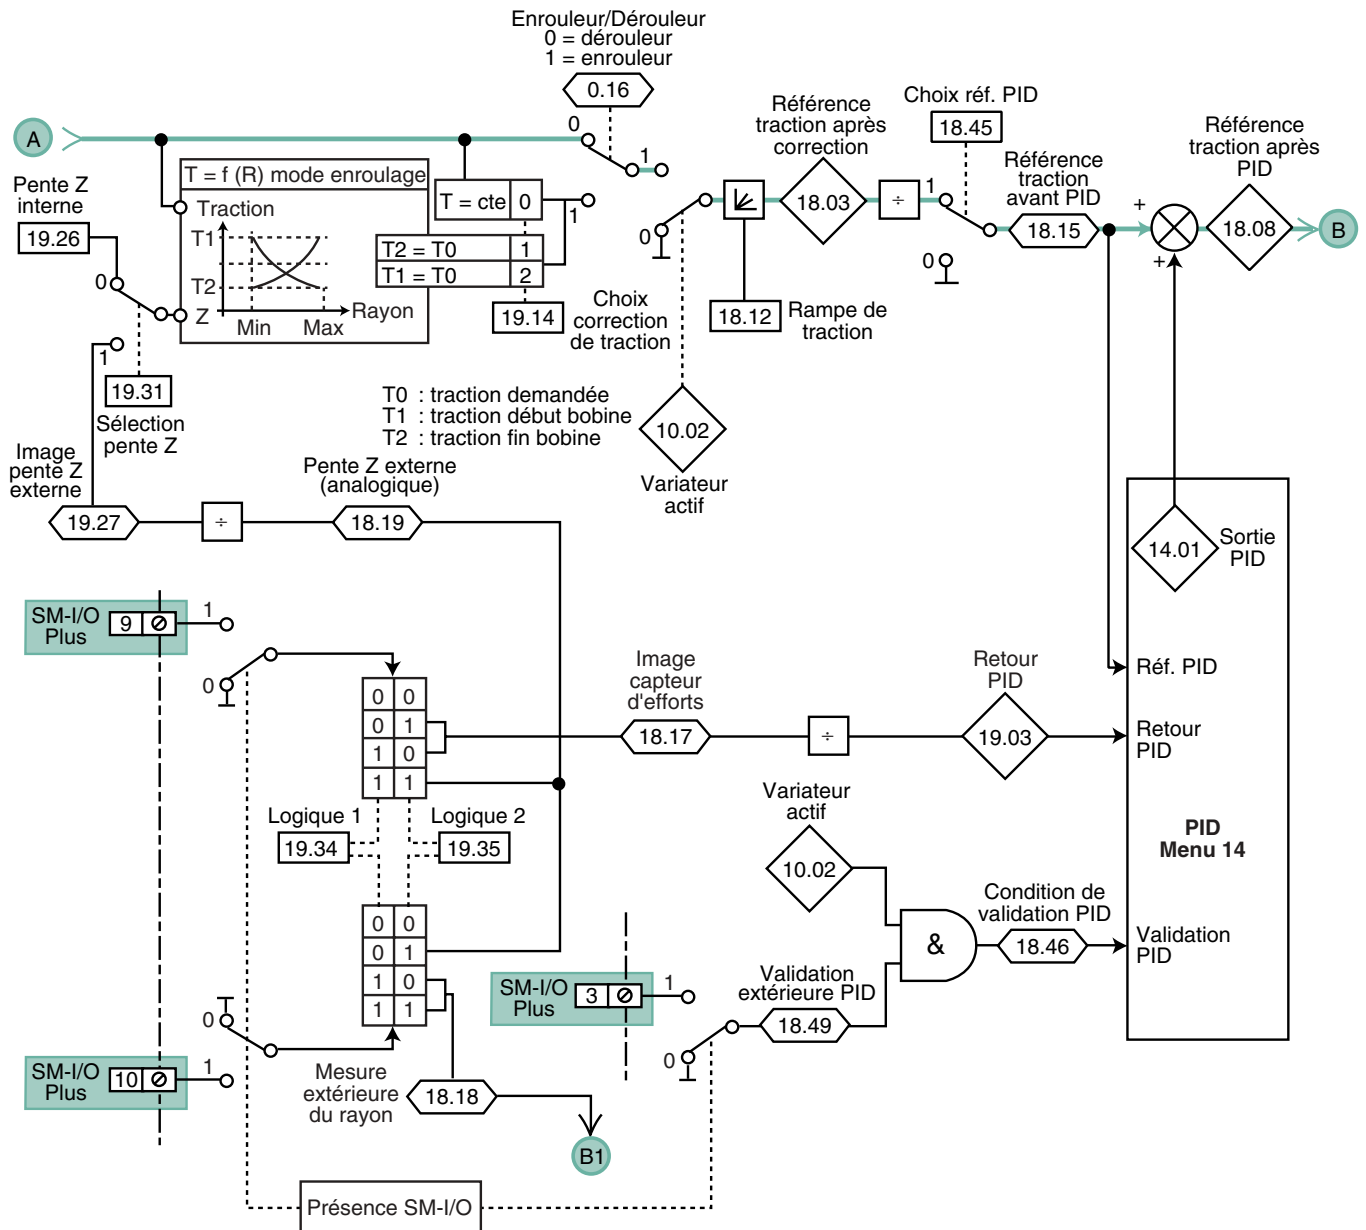 Enrouleur/Dérouleur
0 = dérouleur
1 = enrouleur
0.16
0
1
1
A
T = f (R) mode enroulage
Traction
T1
T2
Z
Min
Max
Rayon
Pente Z
interne
19.26
0
1
19.31
Sélection
pente Z
T = cte 0
T2 = T0 1
T1 = T0 2
19.14
Choix
correction
de traction
0
Référence
traction après
correction
18.03
÷
18.12
Rampe de
traction
Choix réf. PID
18.45
1
0
Référence
traction
avant PID
18.15
+
+
Référence
traction après
PID
18.08
B
T0 : traction demandée
T1 : traction début bobine
T2 : traction fin bobine
10.02
Variateur
actif
Image
pente Z
externe
19.27
÷
Pente Z externe
(analogique)
18.19
14.01
Sortie
PID
SM-I/O
Plus
9
1
0
0 0
0 1
1 0
1 1
Image
capteur
d'efforts
18.17
÷
Retour
PID
19.03
Réf. PID
Retour
PID
PID
Menu 14
Validation
PID
Logique 1
19.34
Logique 2
19.35
0 0
0 1
1 0
1 1
Variateur
actif
10.02
&
Condition de
validation PID
18.46
SM-I/O
Plus
3
1
0
Validation
extérieure PID
18.49
0
SM-I/O
Plus
10
1
Mesure
extérieure
du rayon
18.18
B1
Présence SM-I/O